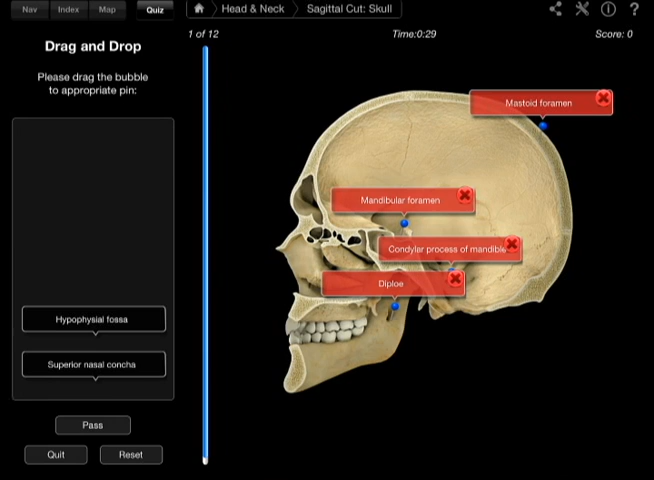 Nav Index Map Quiz Head & Neck Sagittal Cut: Skull ?
1 of 12 Time:0:29 Score: 0
Drag and Drop
Please drag the bubble
to appropriate pin:
Mastoid foramen
Mandibular foramen
Condylar process of mandible
Diploe
Hypophysial fossa
Superior nasal concha
Pass
Quit Reset